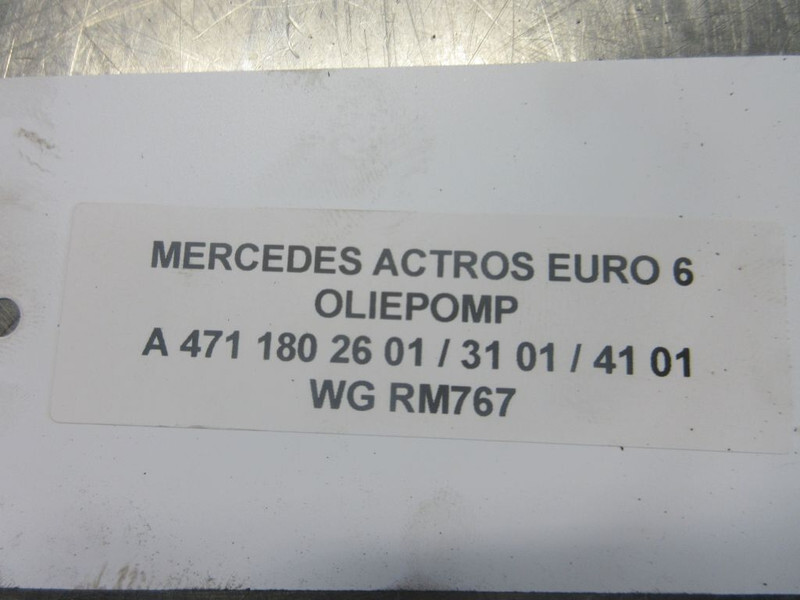 MERCEDES ACTROS EURO 6
OLIEPOMP
A 471 180 26 01 / 31 01 / 41 01
WG RM767